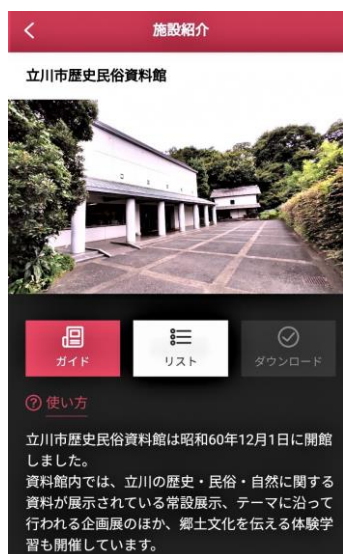 施設紹介
立川市歴史民俗資料館
ガイド
リスト
ダウンロード
? 使い方
立川市歴史民俗資料館は昭和60年12月1日に開館
しました。
資料館内では、立川の歴史・民俗・自然に関する
資料が展示されている常設展示、テーマに沿って
行われる企画展のほか、郷土文化を伝える体験学
習も開催しています。